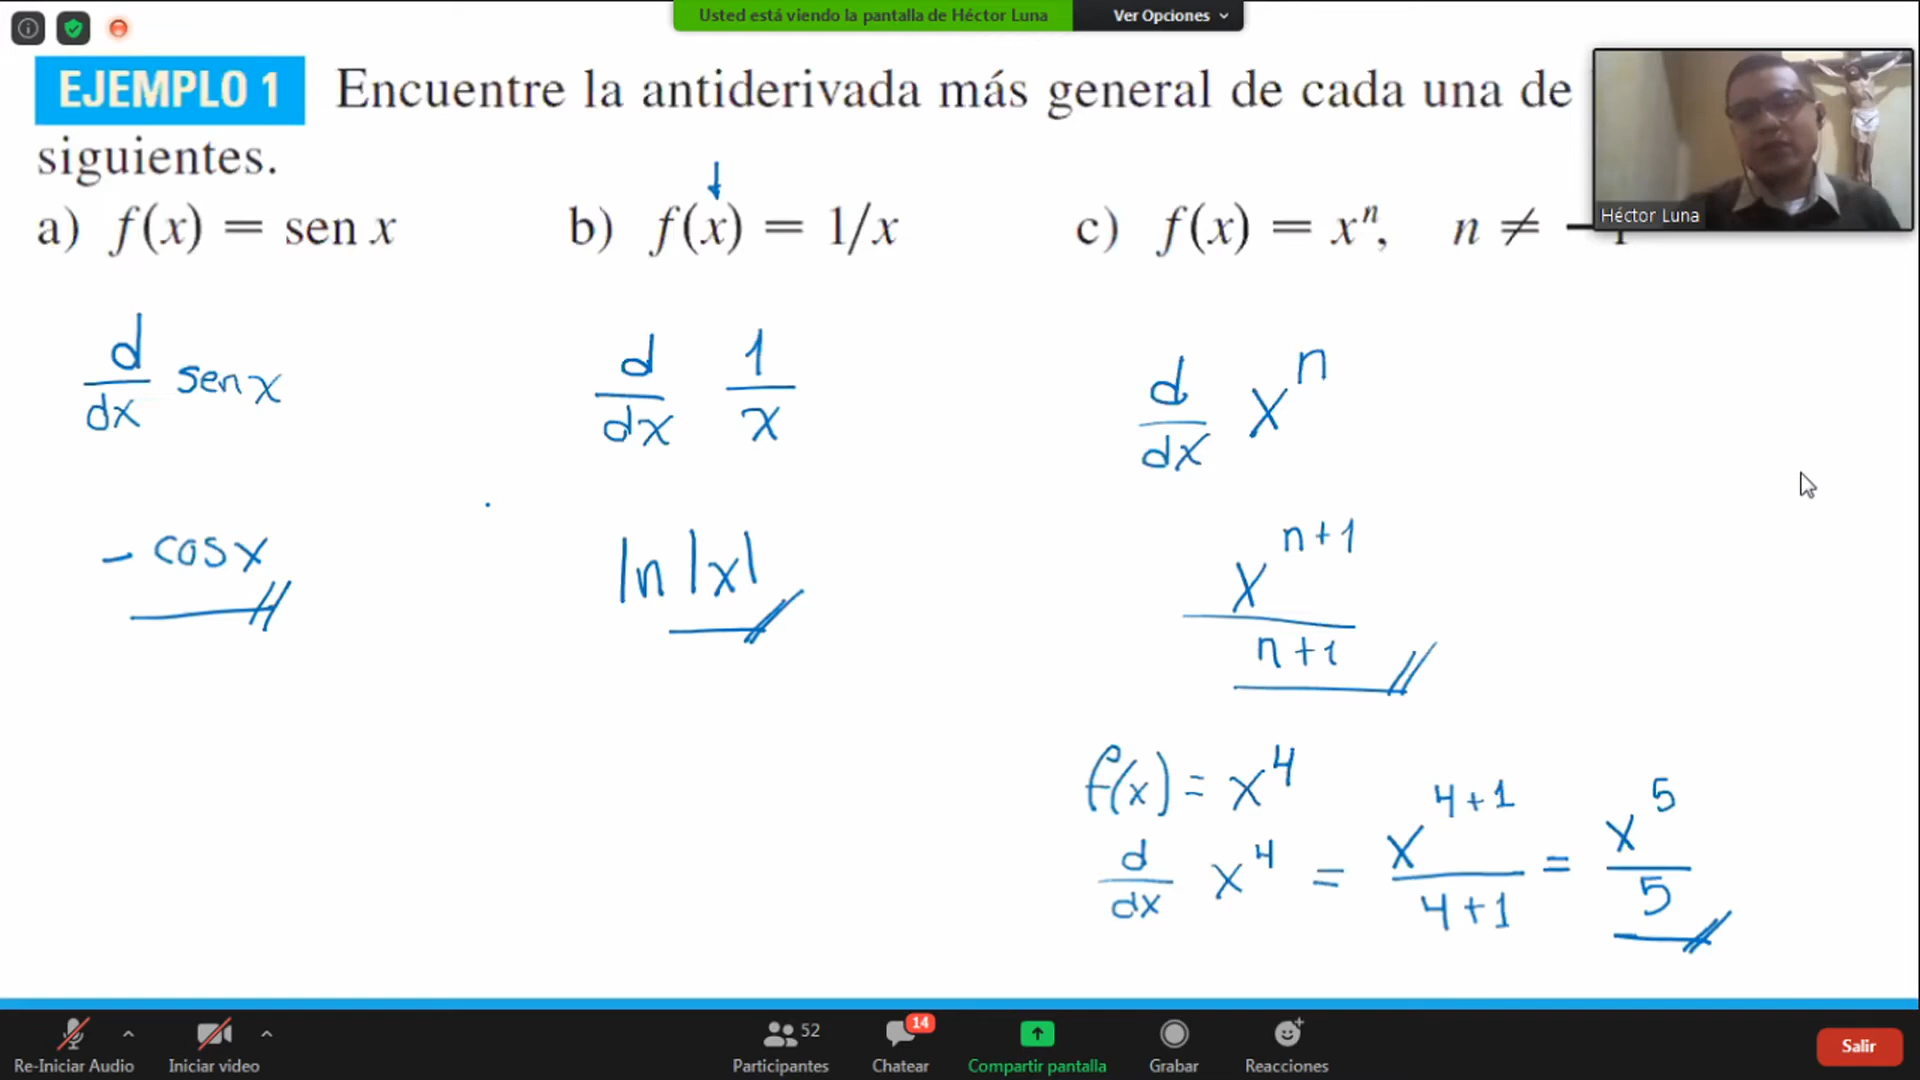 Usted está viendo la pantalla de Héctor Luna Ver Opciones
EJEMPLO 1 Encuentre la antiderivada más general de cada una de
siguientes.
a) f(x) = sen x b) f(x) = 1/x c) f(x) = xⁿ, n ≠ −1
Héctor Luna
d/dx sen x
d/dx 1/x
d/dx xⁿ
- cos x
ln |x|
x^(n+1)/(n+1)
f(x) = x⁴
d/dx x⁴ = x^(4+1)/(4+1) = x⁵/5
52
14
Re-Iniciar Audio Iniciar video Participantes Chatear Compartir pantalla Grabar Reacciones Salir